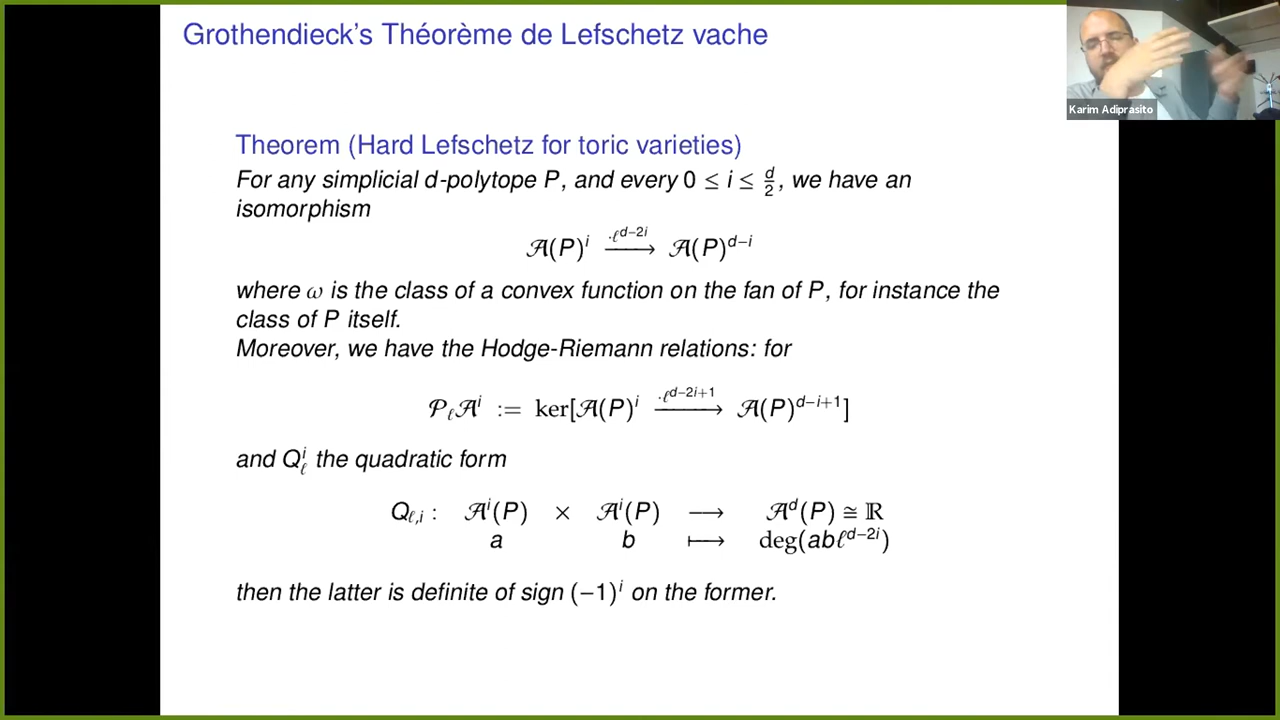 Grothendieck's Théorème de Lefschetz vache
Karim Adiprasito
Theorem (Hard Lefschetz for toric varieties)
For any simplicial d-polytope P, and every 0 ≤ i ≤ d/2, we have an
isomorphism
𝒜(P)^i —·ℓ^{d−2i}→ 𝒜(P)^{d−i}
where ω is the class of a convex function on the fan of P, for instance the
class of P itself.
Moreover, we have the Hodge-Riemann relations: for
𝒫_ℓ𝒜^i := ker[𝒜(P)^i —·ℓ^{d−2i+1}→ 𝒜(P)^{d−i+1}]
and Q^i_ℓ the quadratic form
Q_{ℓ,i} : 𝒜^i(P) × 𝒜^i(P) ⟶ 𝒜^d(P) ≅ ℝ
a b ⟼ deg(abℓ^{d−2i})
then the latter is definite of sign (−1)^i on the former.